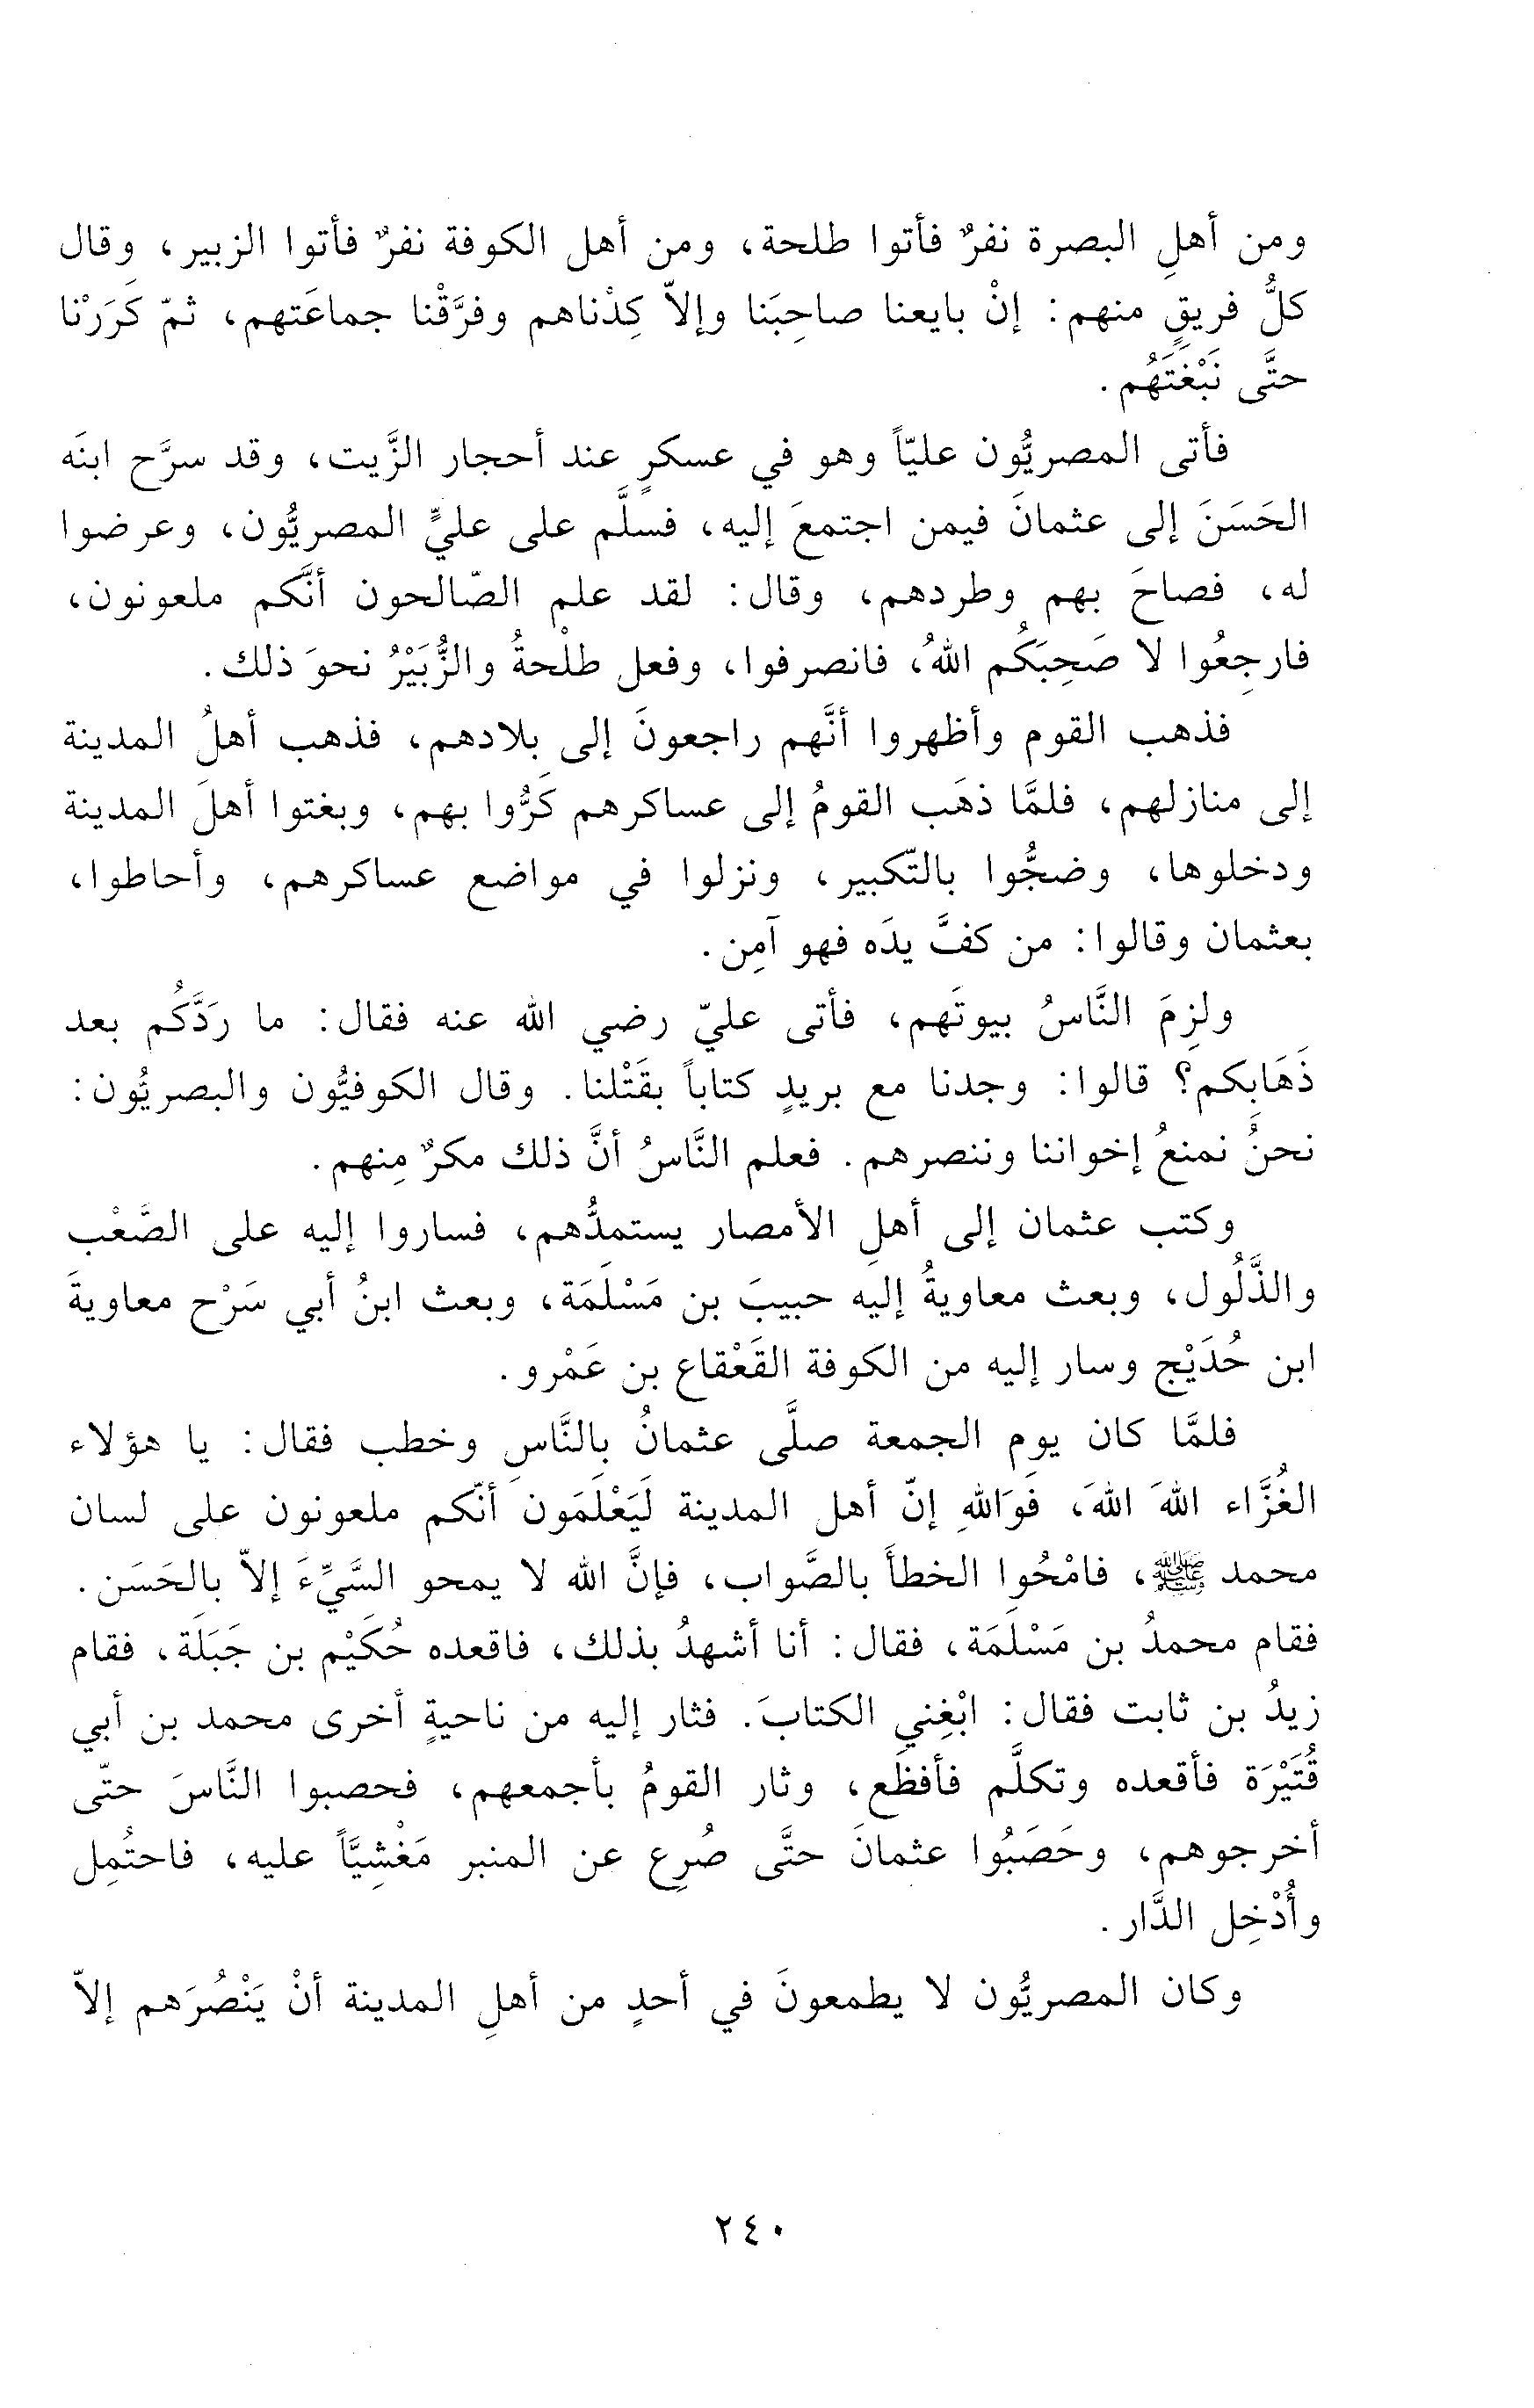 ومن أهلِ البصرة نفرٌ فأتوا طلحة، ومن أهل الكوفة نفرٌ فأتوا الزبير، وقال
كلُّ فريقٍ منهم: إنْ بايعنا صاحِبَنا وإلاّ كِدْناهم وفرَّقْنا جماعَتهم، ثمّ كَرَرْنا
حتَّى نَبْغَتَهُم.
فأتى المصريُّون عليّاً وهو في عسكرٍ عند أحجار الزَّيت، وقد سرَّح ابنَه
الحَسَنَ إلى عثمانَ فيمن اجتمعَ إليه، فسلَّم على عليٍّ المصريُّون، وعرضوا
له، فصاحَ بهم وطردهم، وقال: لقد علم الصّالحون أنَّكم ملعونون،
فارجِعُوا لا صَحِبَكُم اللهُ، فانصرفوا، وفعل طلْحةُ والزُّبَيْرُ نحوَ ذلك.
فذهب القوم وأظهروا أنَّهم راجعونَ إلى بلادهم، فذهب أهلُ المدينة
إلى منازلهم، فلمَّا ذهَب القومُ إلى عساكرهم كَرُّوا بهم، وبغتوا أهلَ المدينة
ودخلوها، وضجُّوا بالتّكبير، ونزلوا في مواضع عساكرهم، وأحاطوا،
بعثمان وقالوا: من كفَّ يدَه فهو آمِن.
ولزِمَ النَّاسُ بيوتَهم، فأتى عليّ رضي الله عنه فقال: ما رَدَّكُم بعد
ذَهَابِكم؟ قالوا: وجدنا مع بريدٍ كتاباً بقَتْلنا. وقال الكوفيُّون والبصريُّون:
نحنُ نمنعُ إخواننا وننصرهم. فعلم النَّاسُ أنَّ ذلك مكرٌ مِنهم.
وكتب عثمان إلى أهلِ الأمصار يستمدُّهم، فساروا إليه على الصَّعْب
والذَّلُول، وبعث معاويةُ إليه حبيبَ بن مَسْلَمَة، وبعث ابنُ أبي سَرْح معاويةَ
ابن حُدَيْج وسار إليه من الكوفة القَعْقاع بن عَمْرو.
فلمَّا كان يوم الجمعة صلَّى عثمانُ بالنَّاسِ وخطب فقال: يا هؤلاء
الغُزَّاء اللهَ اللهَ، فَوَاللهِ إنّ أهل المدينة لَيَعْلَمَون أنّكم ملعونون على لسان
محمد ﷺ، فامْحُوا الخطأَ بالصَّواب، فإنَّ الله لا يمحو السَّيِّءَ إلاّ بالحَسَن.
فقام محمدُ بن مَسْلَمَة، فقال: أنا أشهدُ بذلك، فاقعده حُكَيْم بن جَبَلَة، فقام
زيدُ بن ثابت فقال: ابْغِني الكتابَ. فثار إليه من ناحيةٍ أخرى محمد بن أبي
قُتَيْرَة فأقعده وتكلَّم فأفظَع، وثار القومُ بأجمعهم، فحصبوا النَّاسَ حتّى
أخرجوهم، وحَصَبُوا عثمانَ حتَّى صُرِع عن المنبر مَغْشِيَّاً عليه، فاحتُمِل
وأُدْخِل الدَّار.
وكان المصريُّون لا يطمعونَ في أحدٍ من أهلِ المدينة أنْ يَنْصُرَهم إلاّ
٢٤٠